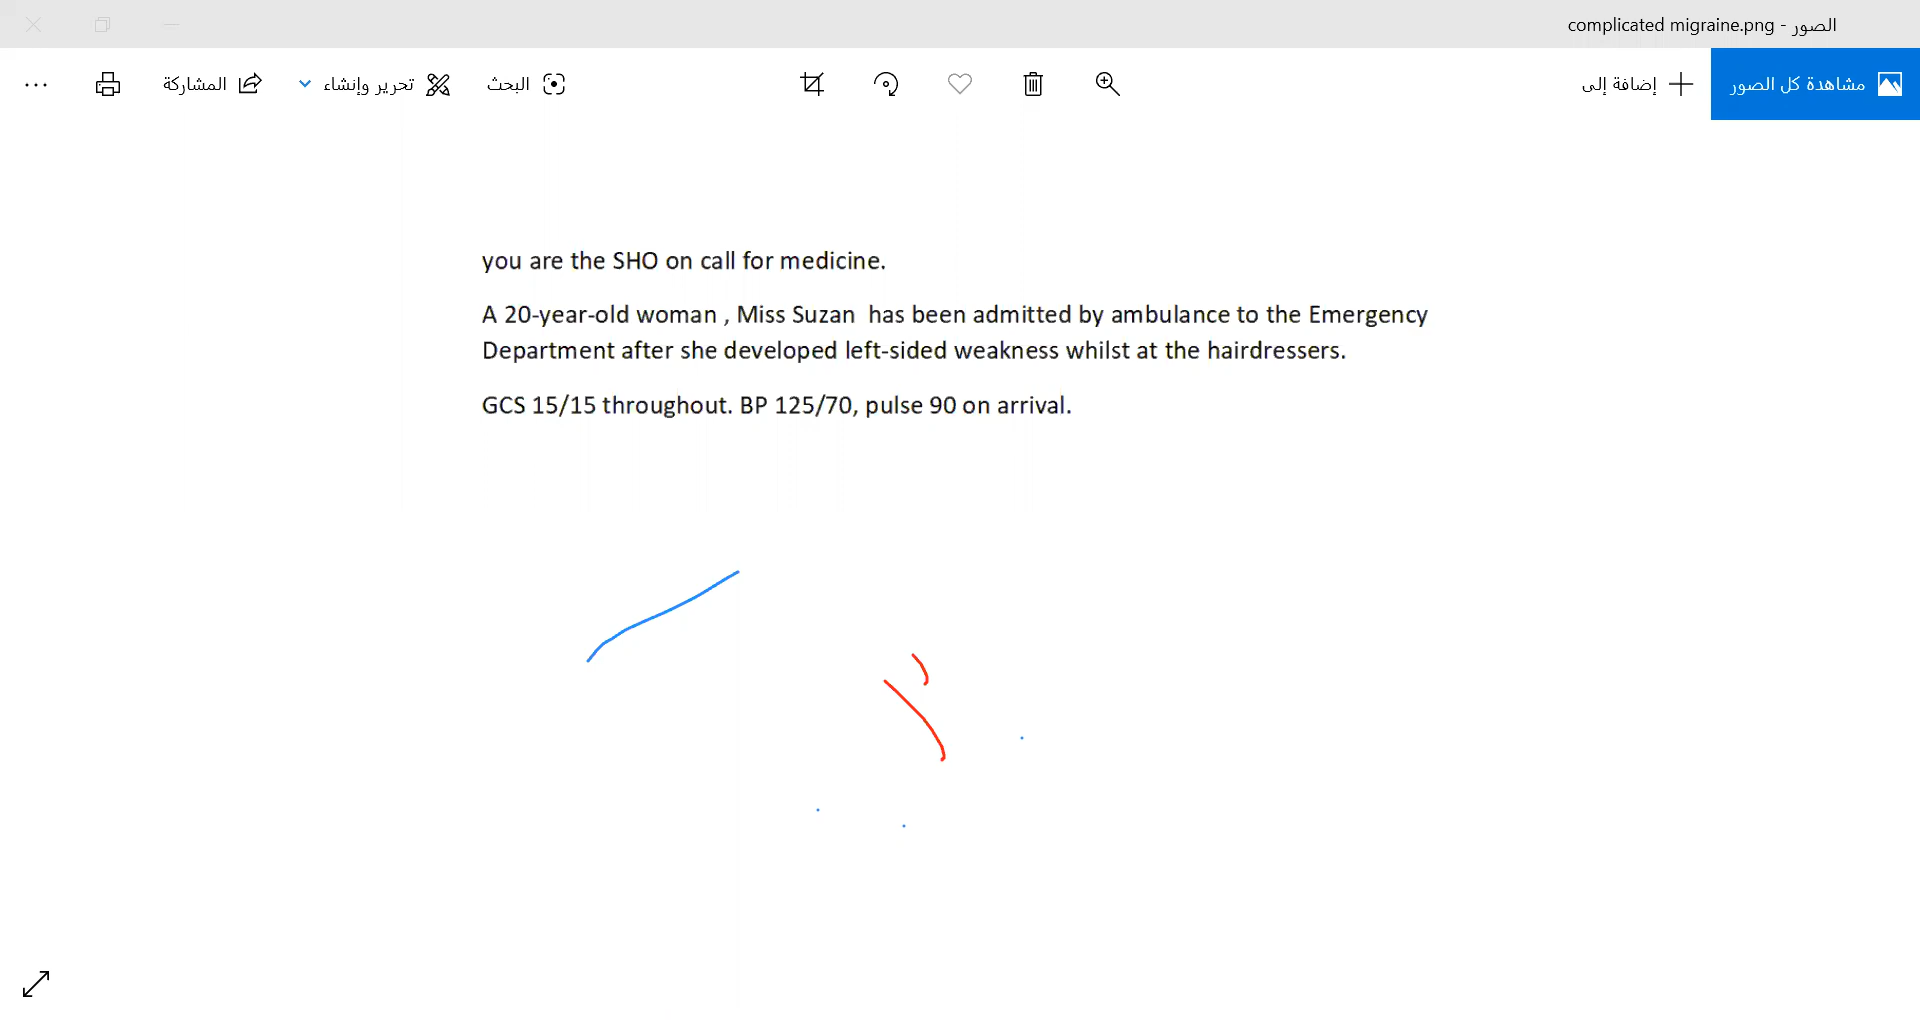 complicated migraine.png - الصور
مشاهدة كل الصور
إضافة إلى
البحث
تحرير وإنشاء
المشاركة
you are the SHO on call for medicine.
A 20-year-old woman , Miss Suzan has been admitted by ambulance to the Emergency
Department after she developed left-sided weakness whilst at the hairdressers.
GCS 15/15 throughout. BP 125/70, pulse 90 on arrival.